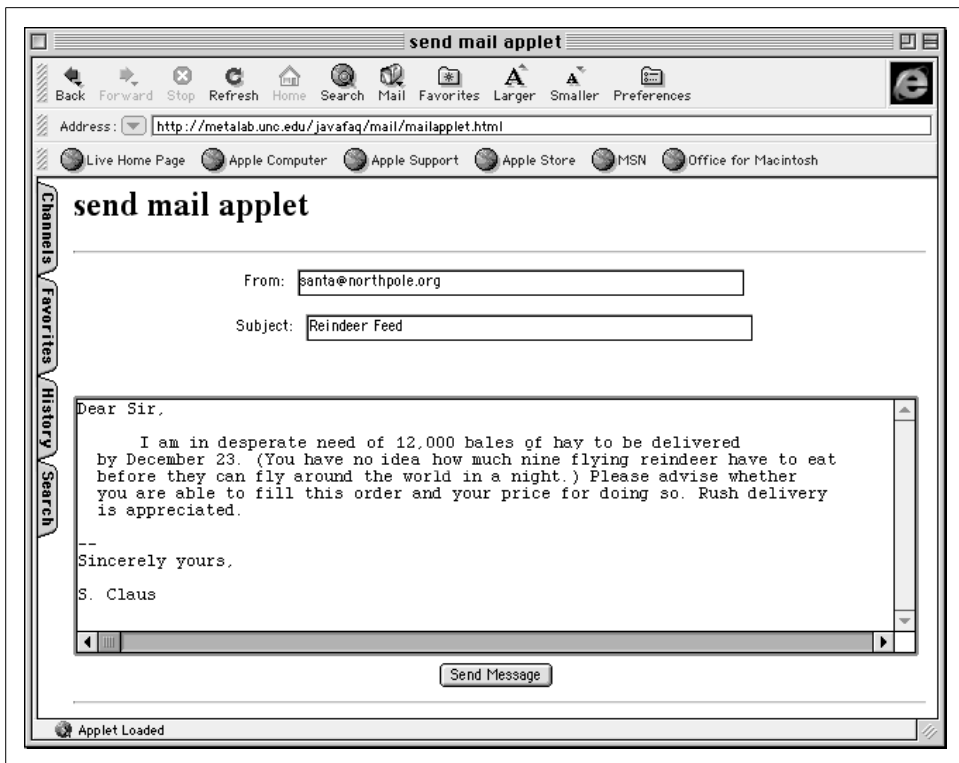 send mail applet
Back Forward Stop Refresh Home Search Mail Favorites Larger Smaller Preferences
Address: http://metalab.unc.edu/javafaq/mail/mailapplet.html
Live Home Page Apple Computer Apple Support Apple Store MSN Office for Macintosh
Channels
Favorites
History
Search
send mail applet
From: santa@northpole.org
Subject: Reindeer Feed
Dear Sir,
I am in desperate need of 12,000 bales of hay to be delivered
by December 23. (You have no idea how much nine flying reindeer have to eat
before they can fly around the world in a night.) Please advise whether
you are able to fill this order and your price for doing so. Rush delivery
is appreciated.
--
Sincerely yours,
S. Claus
Send Message
Applet Loaded